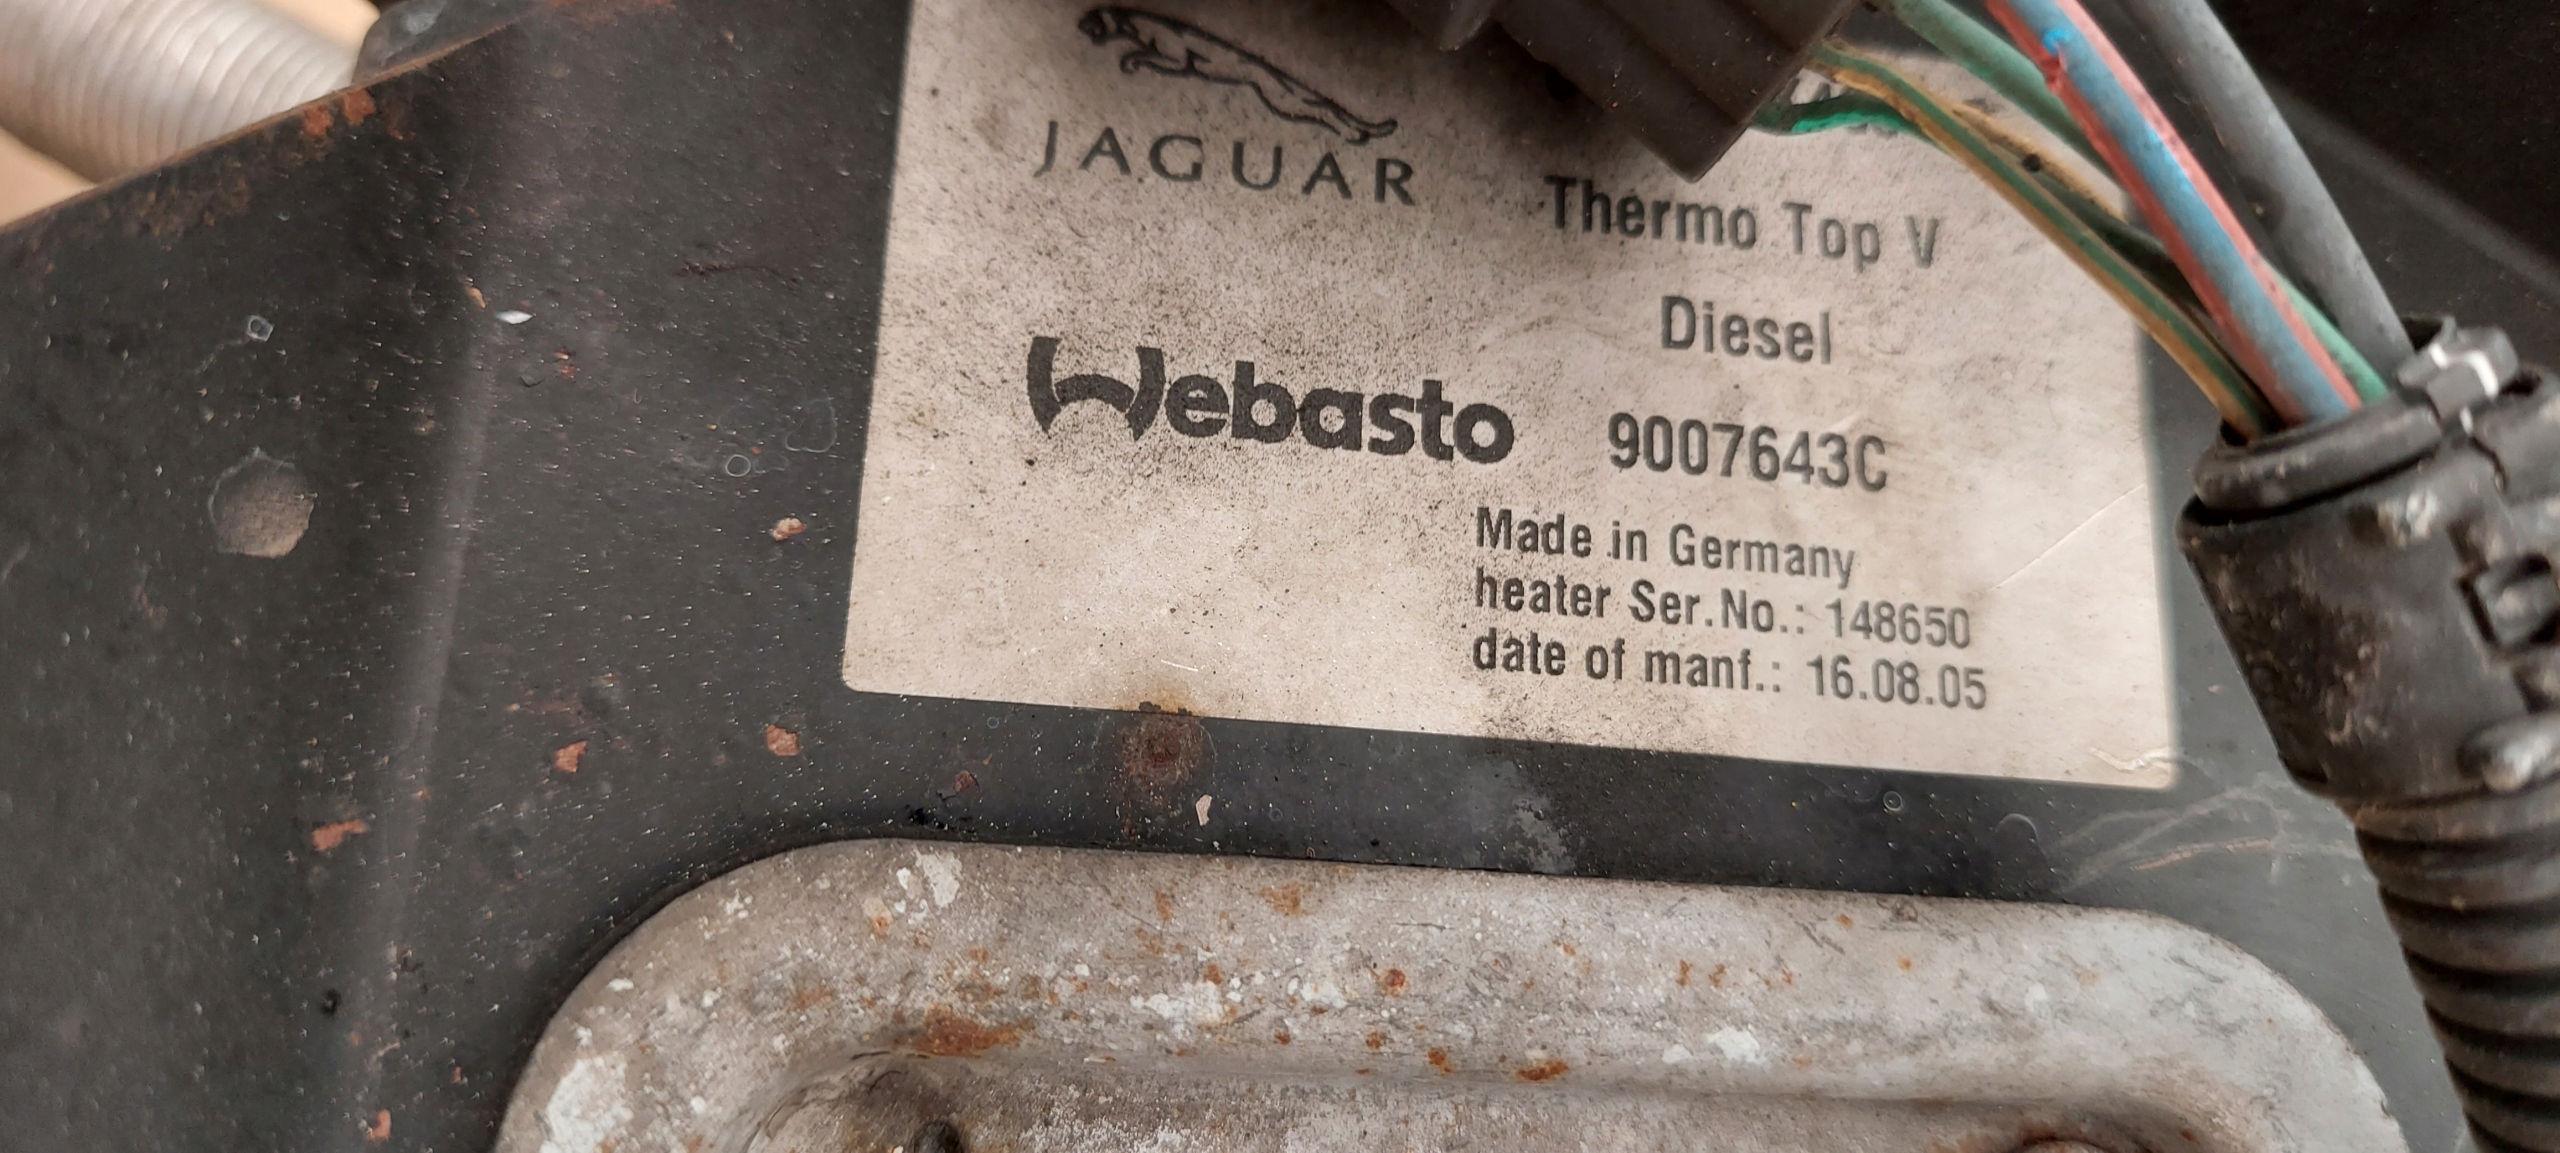 JAGUAR
Thermo Top V
Diesel
Webasto 9007643C
Made in Germany
heater Ser.No.: 148650
date of manf.: 16.08.05